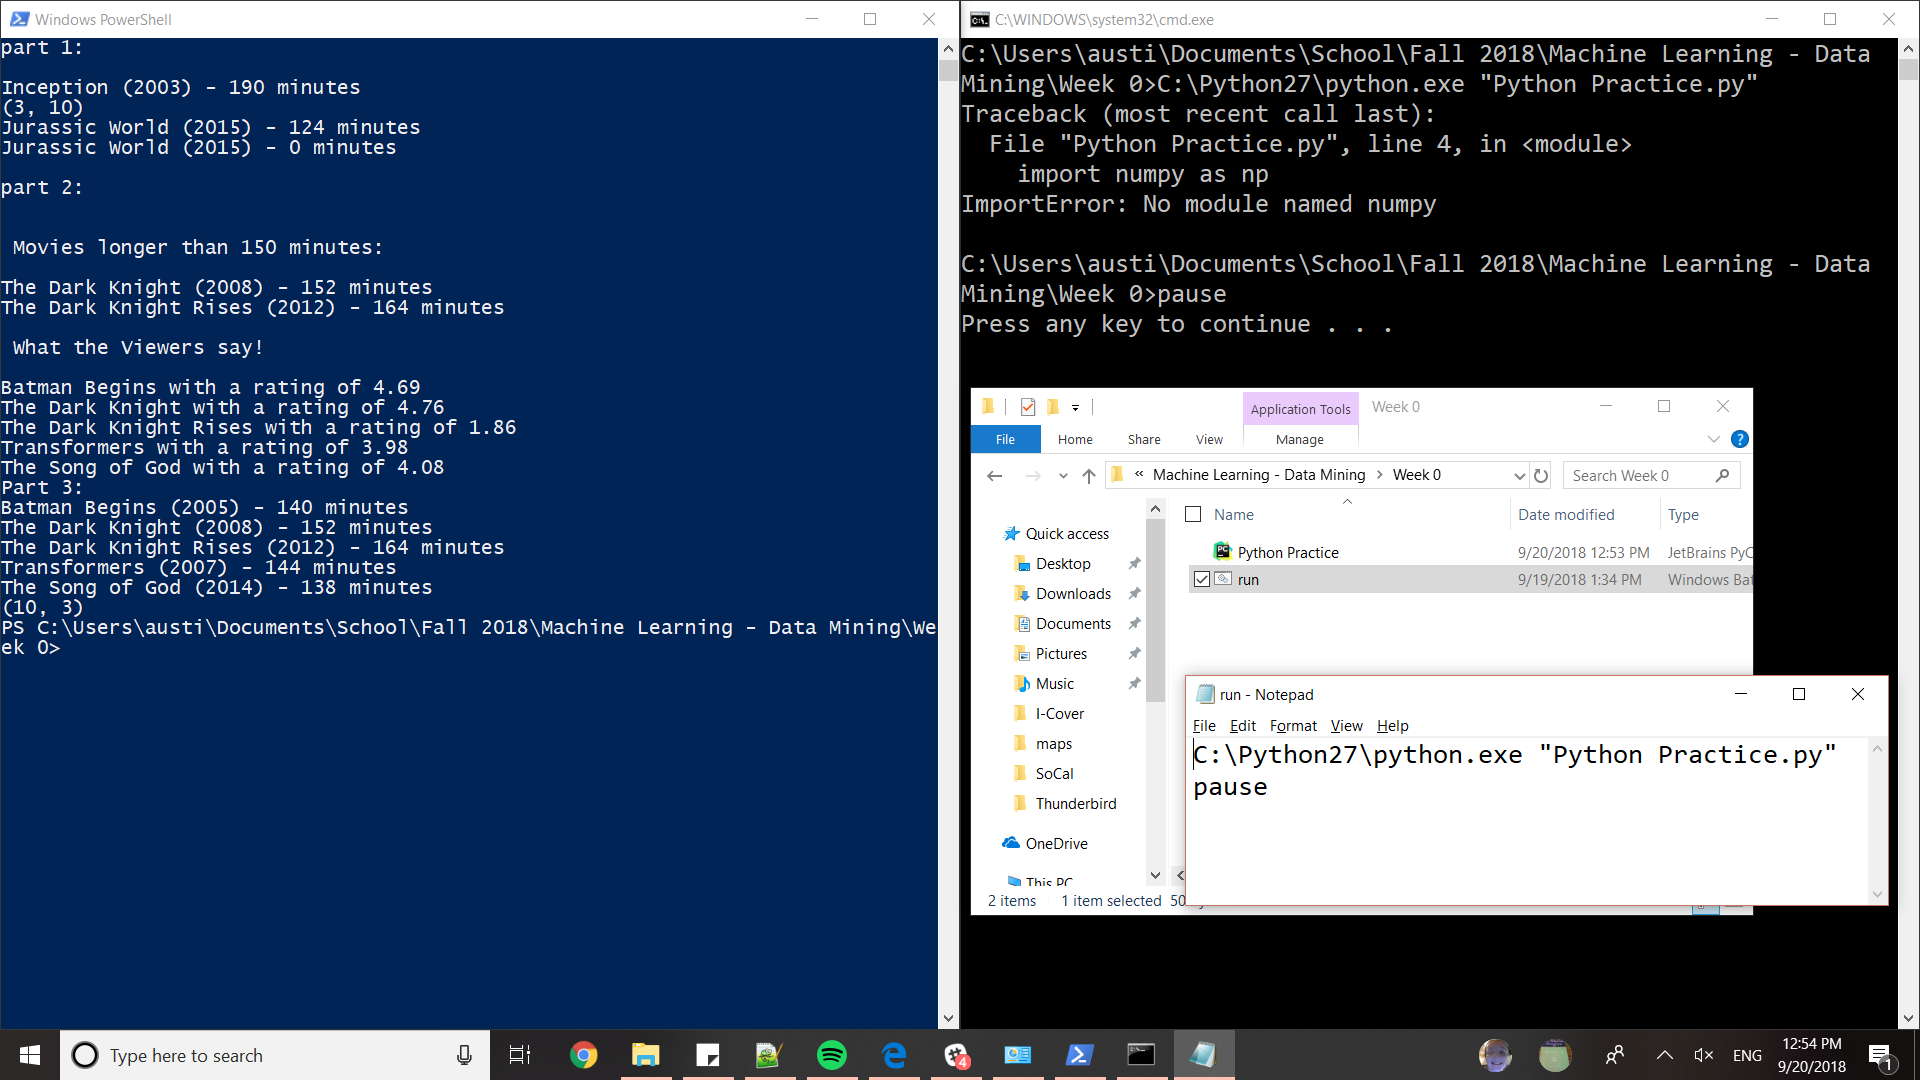 Windows PowerShell
part 1:
Inception (2003) - 190 minutes
(3, 10)
Jurassic World (2015) - 124 minutes
Jurassic World (2015) - 0 minutes
part 2:
Movies longer than 150 minutes:
The Dark Knight (2008) - 152 minutes
The Dark Knight Rises (2012) - 164 minutes
What the Viewers say!
Batman Begins with a rating of 4.69
The Dark Knight with a rating of 4.76
The Dark Knight Rises with a rating of 1.86
Transformers with a rating of 3.98
The Song of God with a rating of 4.08
Part 3:
Batman Begins (2005) - 140 minutes
The Dark Knight (2008) - 152 minutes
The Dark Knight Rises (2012) - 164 minutes
Transformers (2007) - 144 minutes
The Song of God (2014) - 138 minutes
(10, 3)
PS C:\Users\austi\Documents\School\Fall 2018\Machine Learning - Data Mining\We
ek 0>
C:\WINDOWS\system32\cmd.exe
C:\Users\austi\Documents\School\Fall 2018\Machine Learning - Data
Mining\Week 0>C:\Python27\python.exe "Python Practice.py"
Traceback (most recent call last):
File "Python Practice.py", line 4, in <module>
import numpy as np
ImportError: No module named numpy
C:\Users\austi\Documents\School\Fall 2018\Machine Learning - Data
Mining\Week 0>pause
Press any key to continue . . .
Application Tools
Week 0
File Home Share View Manage
« Machine Learning - Data Mining > Week 0
Search Week 0
Name Date modified Type
Python Practice 9/20/2018 12:53 PM JetBrains PyC
run 9/19/2018 1:34 PM Windows Bat
Quick access
Desktop
Downloads
Documents
Pictures
Music
I-Cover
maps
SoCal
Thunderbird
OneDrive
This PC
2 items 1 item selected 50
run - Notepad
File Edit Format View Help
C:\Python27\python.exe "Python Practice.py"
pause
Type here to search
4
ENG
12:54 PM
9/20/2018
1